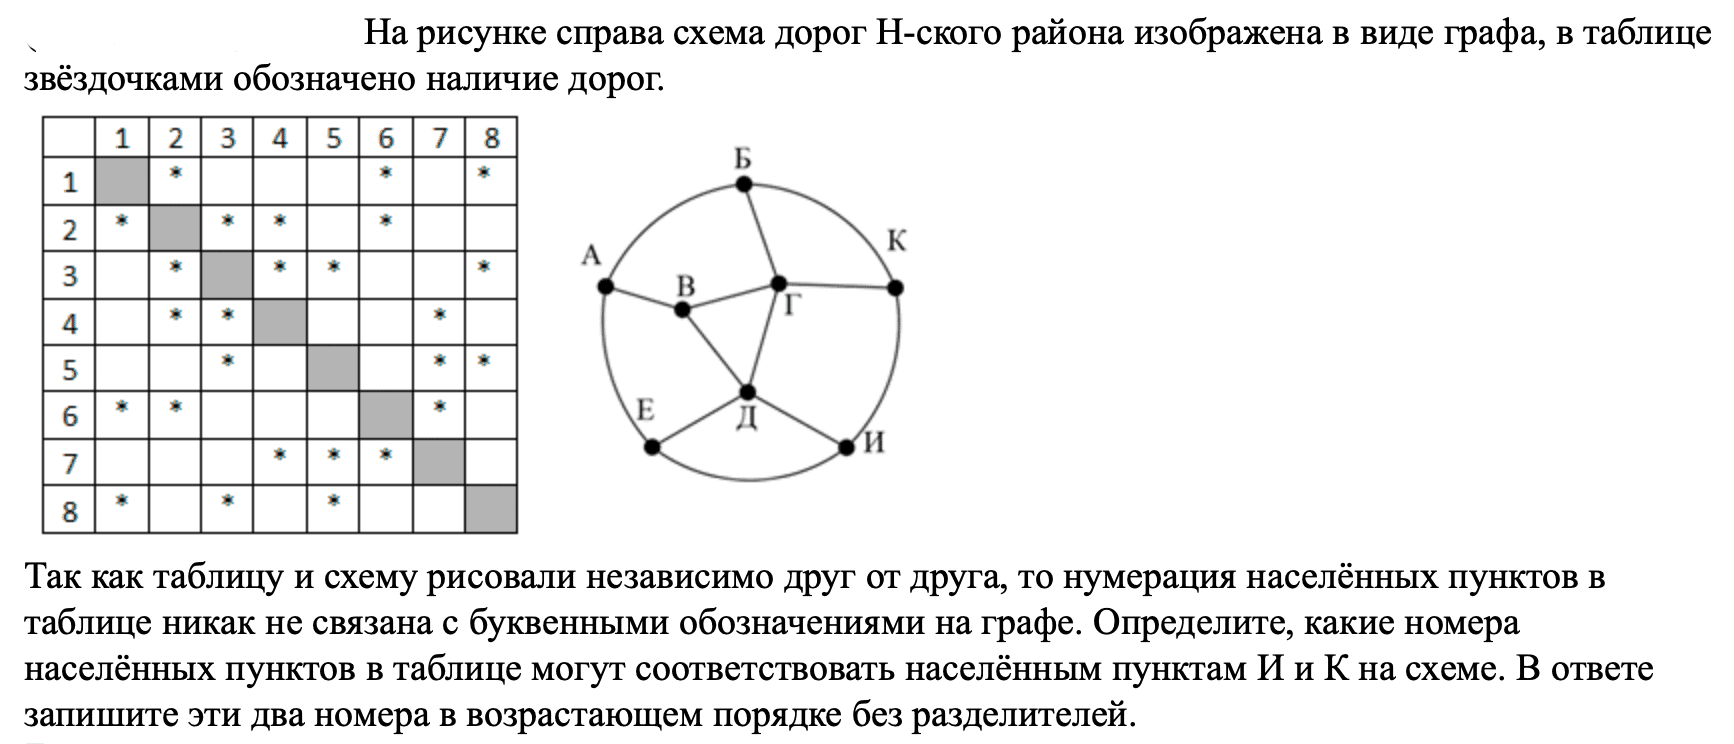 На рисунке справа схема дорог Н-ского района изображена в виде графа, в таблице
звёздочками обозначено наличие дорог.
1 2 3 4 5 6 7 8
1 * * *
2 * * * *
3 * * * *
4 * * *
5 * * *
6 * * *
7 * * *
8 * * *
Б
К
А
В
Г
Е
Д
И
Так как таблицу и схему рисовали независимо друг от друга, то нумерация населённых пунктов в
таблице никак не связана с буквенными обозначениями на графе. Определите, какие номера
населённых пунктов в таблице могут соответствовать населённым пунктам И и К на схеме. В ответе
запишите эти два номера в возрастающем порядке без разделителей.